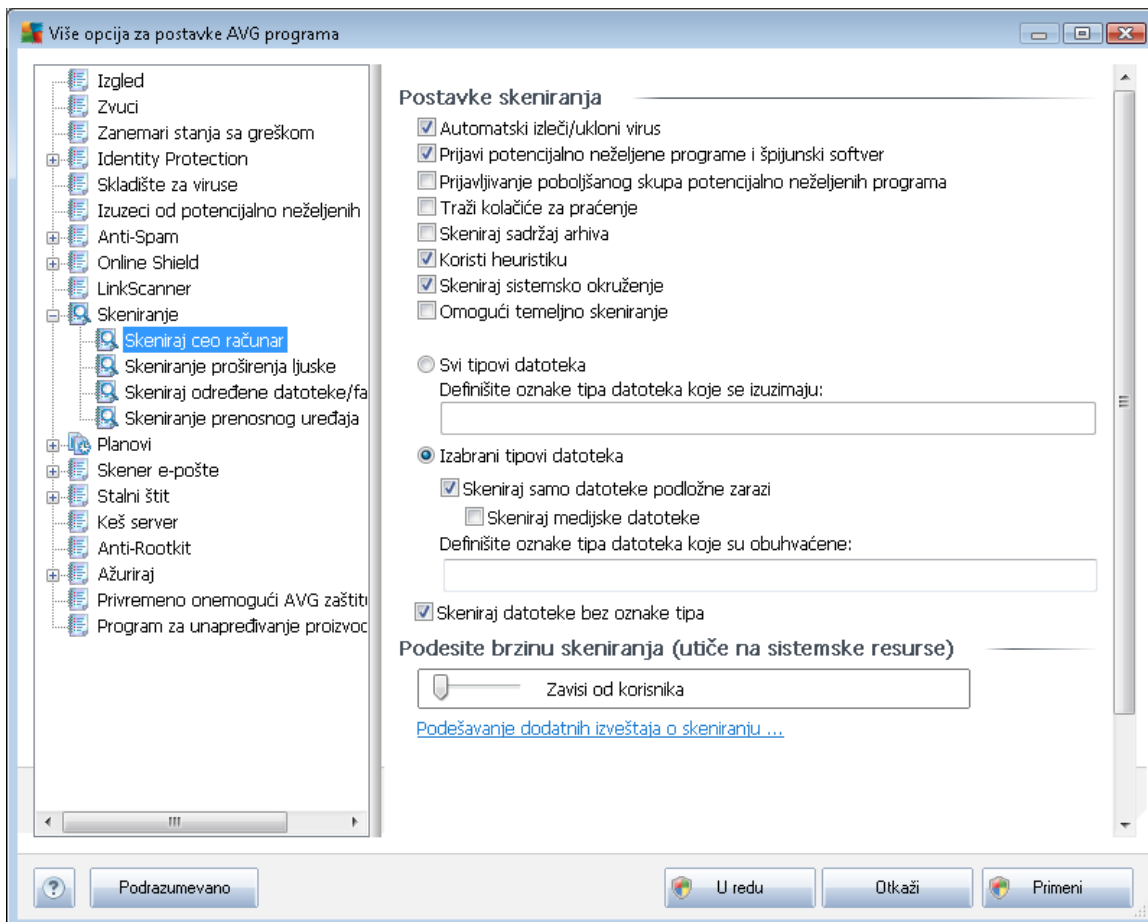 Više opcija za postavke AVG programa
Izgled
Zvuci
Zanemari stanja sa greškom
Identity Protection
Skladište za viruse
Izuzeci od potencijalno neželjenih
Anti-Spam
Online Shield
LinkScanner
Skeniranje
Skeniraj ceo računar
Skeniranje proširenja ljuske
Skeniraj određene datoteke/fa
Skeniranje prenosnog uređaja
Planovi
Skener e-pošte
Stalni štit
Keš server
Anti-Rootkit
Ažuriraj
Privremeno onemogući AVG zaštitu
Program za unapređivanje proizvod
Postavke skeniranja
Automatski izleči/ukloni virus
Prijavi potencijalno neželjene programe i špijunski softver
Prijavljivanje poboljšanog skupa potencijalno neželjenih programa
Traži kolačiće za praćenje
Skeniraj sadržaj arhiva
Koristi heuristiku
Skeniraj sistemsko okruženje
Omogući temeljno skeniranje
Svi tipovi datoteka
Definišite oznake tipa datoteka koje se izuzimaju:
Izabrani tipovi datoteka
Skeniraj samo datoteke podložne zarazi
Skeniraj medijske datoteke
Definišite oznake tipa datoteka koje su obuhvaćene:
Skeniraj datoteke bez oznake tipa
Podesite brzinu skeniranja (utiče na sistemske resurse)
Zavisi od korisnika
Podešavanje dodatnih izveštaja o skeniranju ...
Podrazumevano
U redu
Otkaži
Primeni